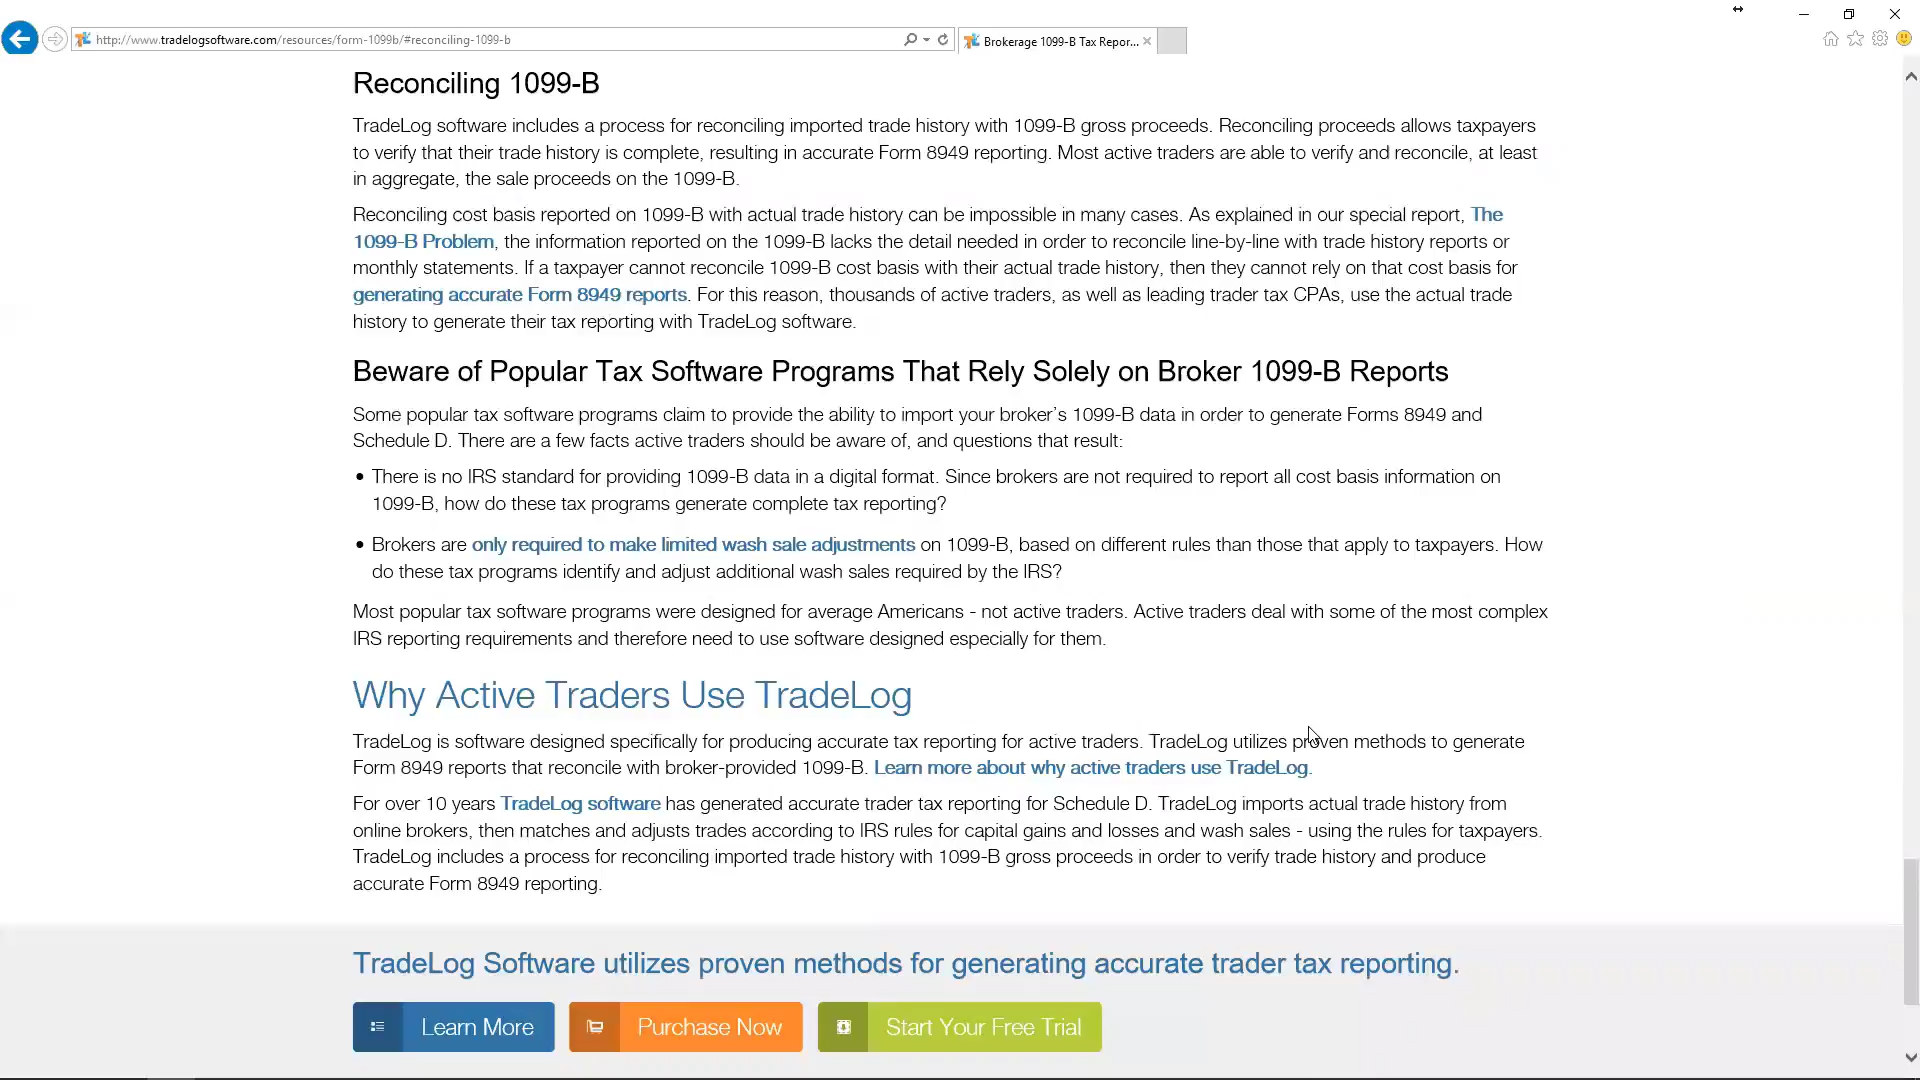 http://www.tradelogsoftware.com/resources/form-1099b/#reconciling-1099-b
Brokerage 1099-B Tax Repor...
Reconciling 1099-B
TradeLog software includes a process for reconciling imported trade history with 1099-B gross proceeds. Reconciling proceeds allows taxpayers
to verify that their trade history is complete, resulting in accurate Form 8949 reporting. Most active traders are able to verify and reconcile, at least
in aggregate, the sale proceeds on the 1099-B.
Reconciling cost basis reported on 1099-B with actual trade history can be impossible in many cases. As explained in our special report, The
1099-B Problem, the information reported on the 1099-B lacks the detail needed in order to reconcile line-by-line with trade history reports or
monthly statements. If a taxpayer cannot reconcile 1099-B cost basis with their actual trade history, then they cannot rely on that cost basis for
generating accurate Form 8949 reports. For this reason, thousands of active traders, as well as leading trader tax CPAs, use the actual trade
history to generate their tax reporting with TradeLog software.
Beware of Popular Tax Software Programs That Rely Solely on Broker 1099-B Reports
Some popular tax software programs claim to provide the ability to import your broker's 1099-B data in order to generate Forms 8949 and
Schedule D. There are a few facts active traders should be aware of, and questions that result:
• There is no IRS standard for providing 1099-B data in a digital format. Since brokers are not required to report all cost basis information on
1099-B, how do these tax programs generate complete tax reporting?
• Brokers are only required to make limited wash sale adjustments on 1099-B, based on different rules than those that apply to taxpayers. How
do these tax programs identify and adjust additional wash sales required by the IRS?
Most popular tax software programs were designed for average Americans - not active traders. Active traders deal with some of the most complex
IRS reporting requirements and therefore need to use software designed especially for them.
Why Active Traders Use TradeLog
TradeLog is software designed specifically for producing accurate tax reporting for active traders. TradeLog utilizes proven methods to generate
Form 8949 reports that reconcile with broker-provided 1099-B. Learn more about why active traders use TradeLog.
For over 10 years TradeLog software has generated accurate trader tax reporting for Schedule D. TradeLog imports actual trade history from
online brokers, then matches and adjusts trades according to IRS rules for capital gains and losses and wash sales - using the rules for taxpayers.
TradeLog includes a process for reconciling imported trade history with 1099-B gross proceeds in order to verify trade history and produce
accurate Form 8949 reporting.
TradeLog Software utilizes proven methods for generating accurate trader tax reporting.
Learn More
Purchase Now
Start Your Free Trial